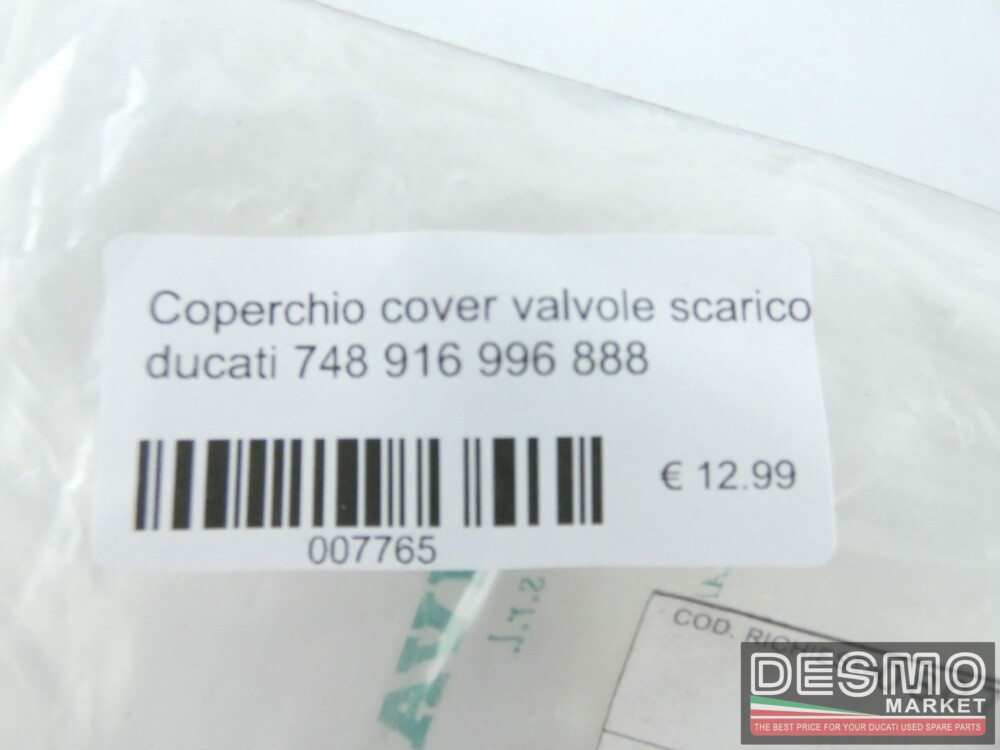 Coperchio cover valvole scarico
ducati 748 916 996 888
€ 12.99
007765
s.r.l.
COD.
DESMO
MARKET
THE BEST PRICE FOR YOUR DUCATI USED SPARE PARTS